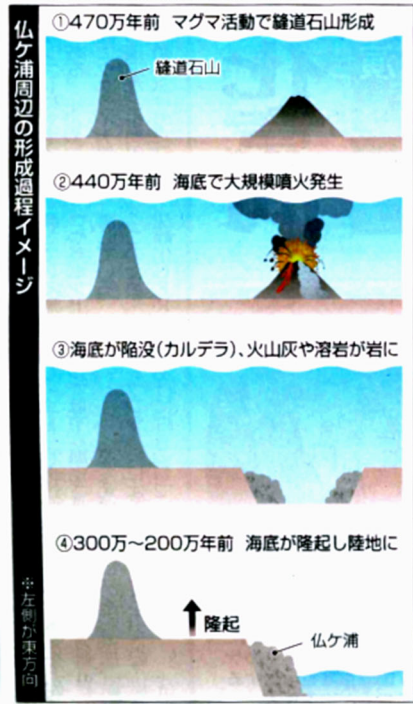 仏ケ浦周辺の形成過程イメージ
※左側が東方向
①470万年前 マグマ活動で縫道石山形成
縫道石山
②440万年前 海底で大規模噴火発生
③海底が陥没(カルデラ)、火山灰や溶岩が岩に
④300万〜200万年前 海底が隆起し陸地に
隆起
仏ケ浦